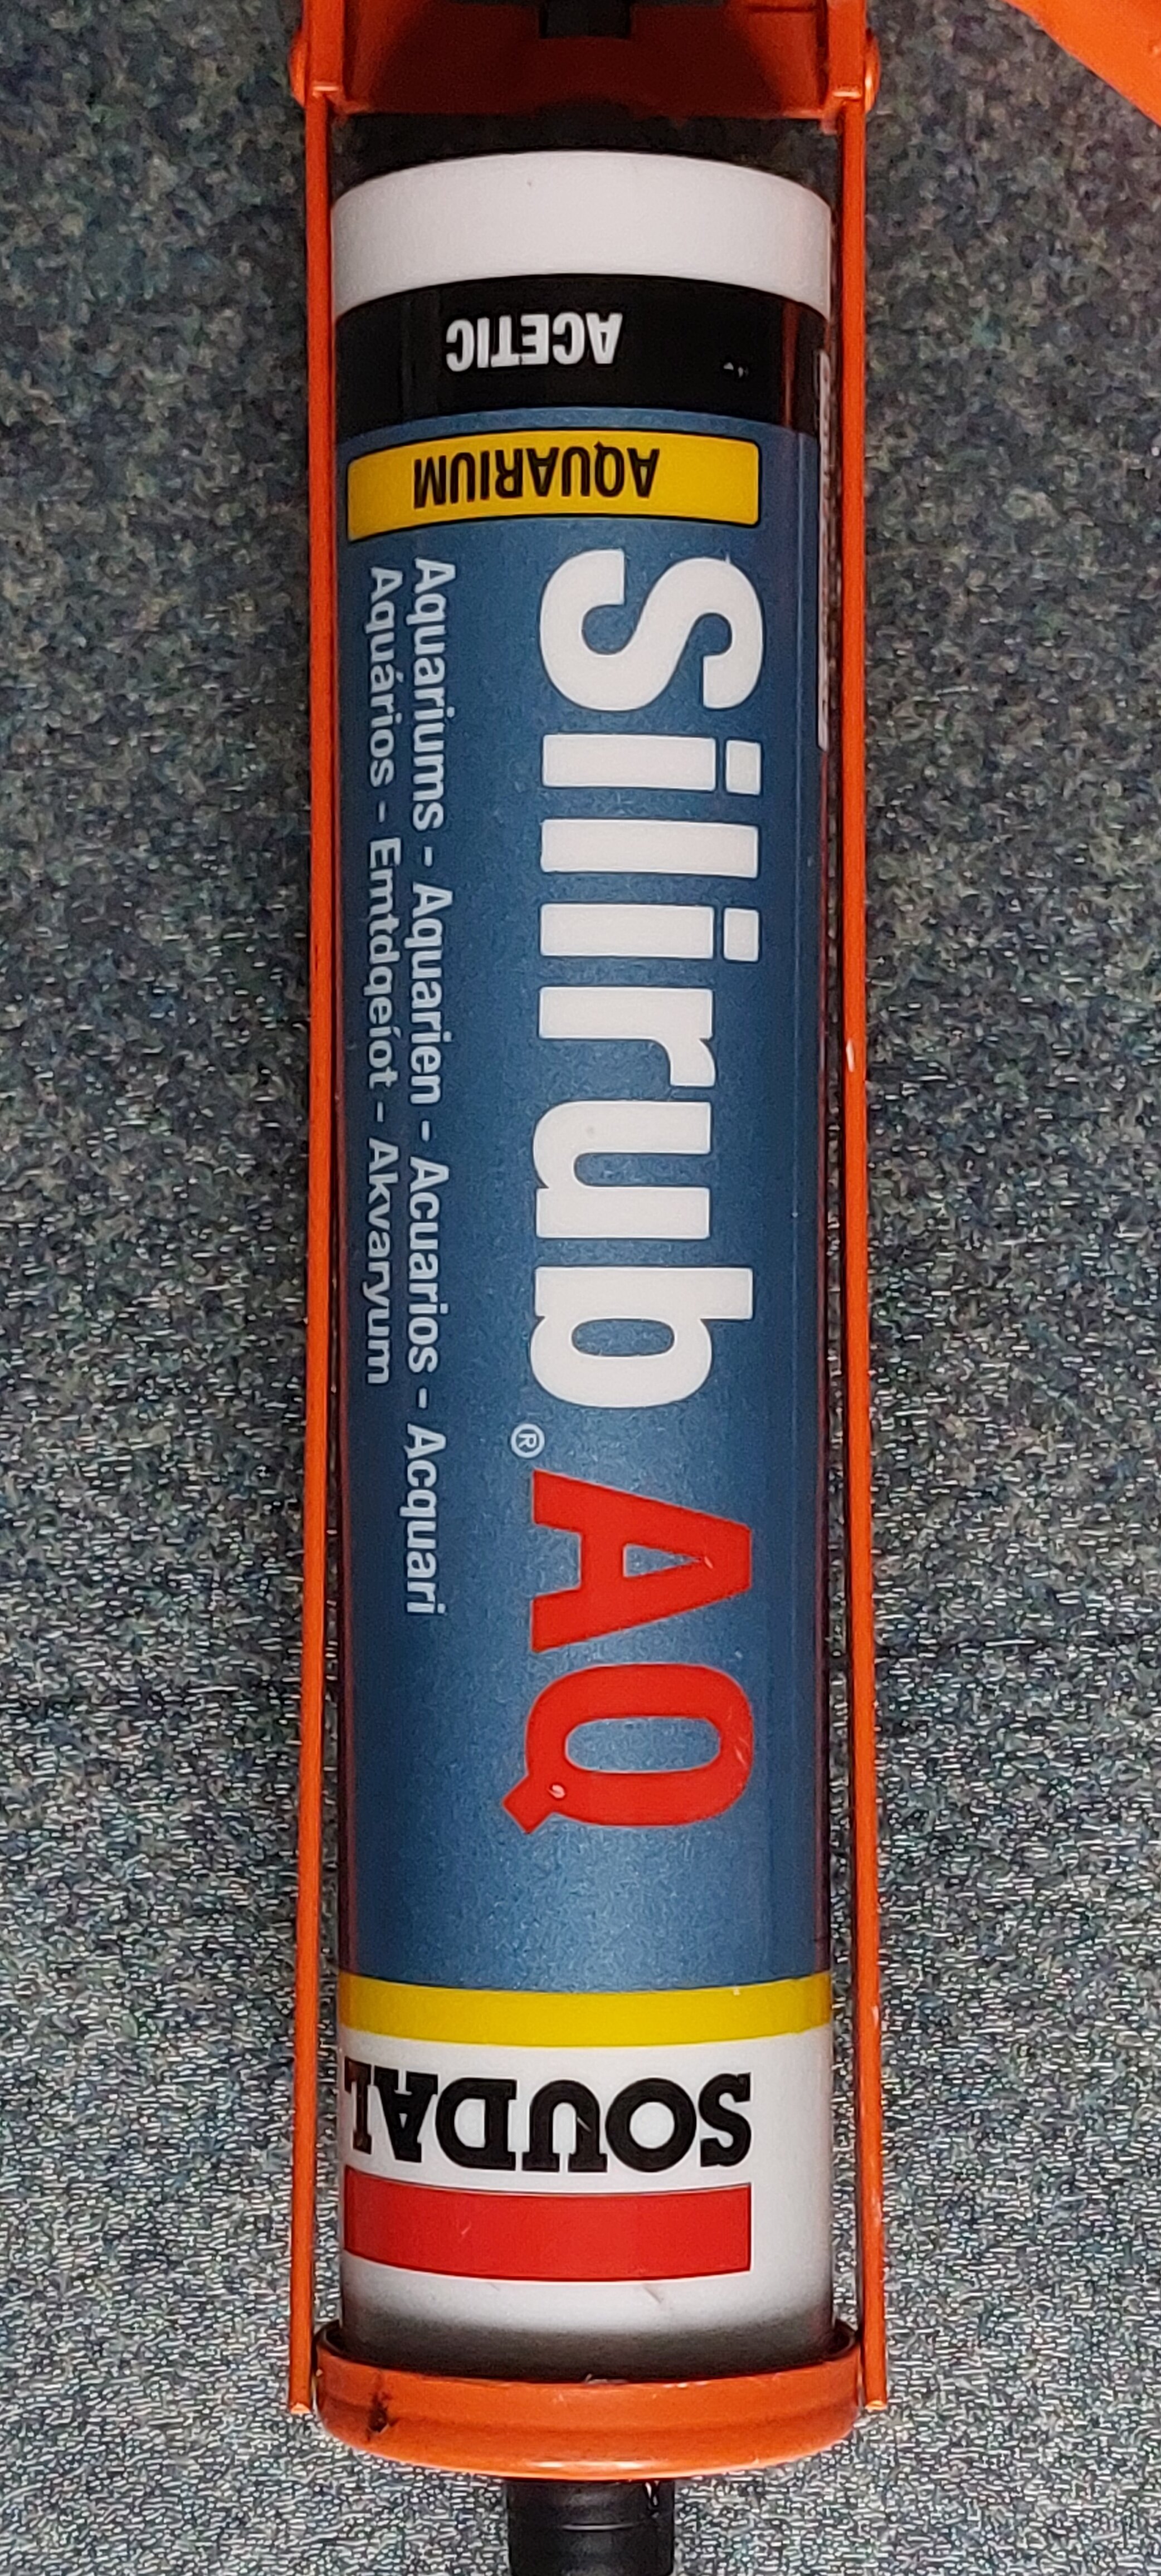 SOUDAL
Silirub® AQ
Aquariums - Aquarien - Acuarios - Acquari
Aquários - Emtdqeíot - Akvaryum
AQUARIUM
ACETIC